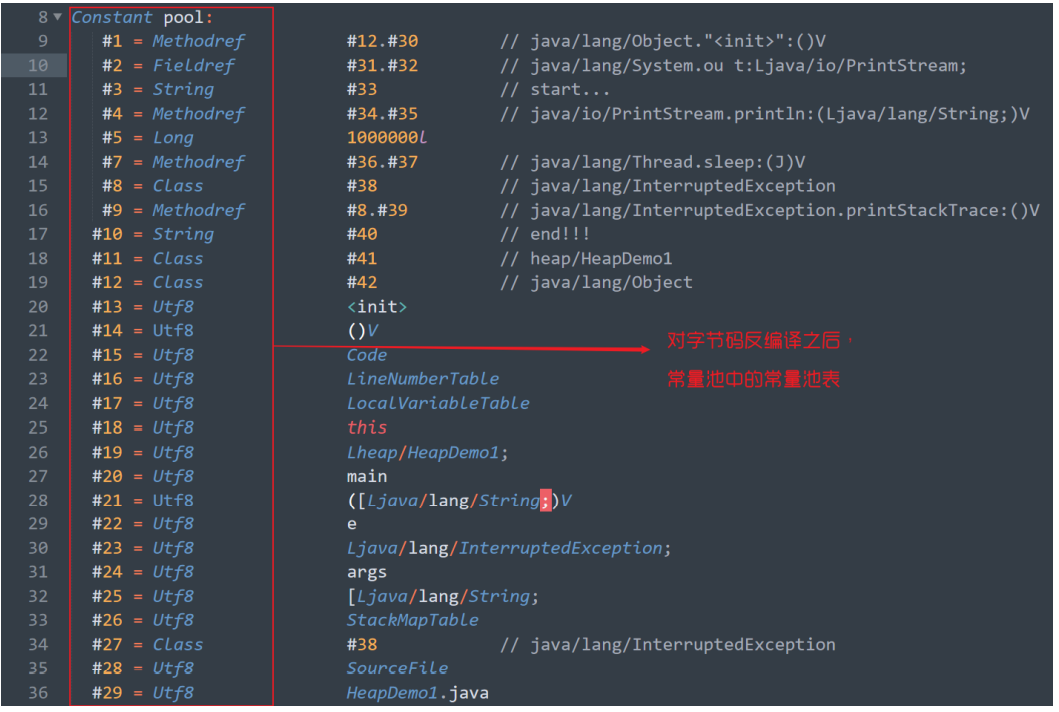 8 Constant pool:
9 #1 = Methodref #12.#30 // java/lang/Object."<init>":()V
10 #2 = Fieldref #31.#32 // java/lang/System.ou t:Ljava/io/PrintStream;
11 #3 = String #33 // start...
12 #4 = Methodref #34.#35 // java/io/PrintStream.println:(Ljava/lang/String;)V
13 #5 = Long 1000000l
14 #7 = Methodref #36.#37 // java/lang/Thread.sleep:(J)V
15 #8 = Class #38 // java/lang/InterruptedException
16 #9 = Methodref #8.#39 // java/lang/InterruptedException.printStackTrace:()V
17 #10 = String #40 // end!!!
18 #11 = Class #41 // heap/HeapDemo1
19 #12 = Class #42 // java/lang/Object
20 #13 = Utf8 <init>
21 #14 = Utf8 ()V
22 #15 = Utf8 Code
23 #16 = Utf8 LineNumberTable
24 #17 = Utf8 LocalVariableTable
25 #18 = Utf8 this
26 #19 = Utf8 Lheap/HeapDemo1;
27 #20 = Utf8 main
28 #21 = Utf8 ([Ljava/lang/String;)V
29 #22 = Utf8 e
30 #23 = Utf8 Ljava/lang/InterruptedException;
31 #24 = Utf8 args
32 #25 = Utf8 [Ljava/lang/String;
33 #26 = Utf8 StackMapTable
34 #27 = Class #38 // java/lang/InterruptedException
35 #28 = Utf8 SourceFile
36 #29 = Utf8 HeapDemo1.java
对字节码反编译之后，
常量池中的常量池表